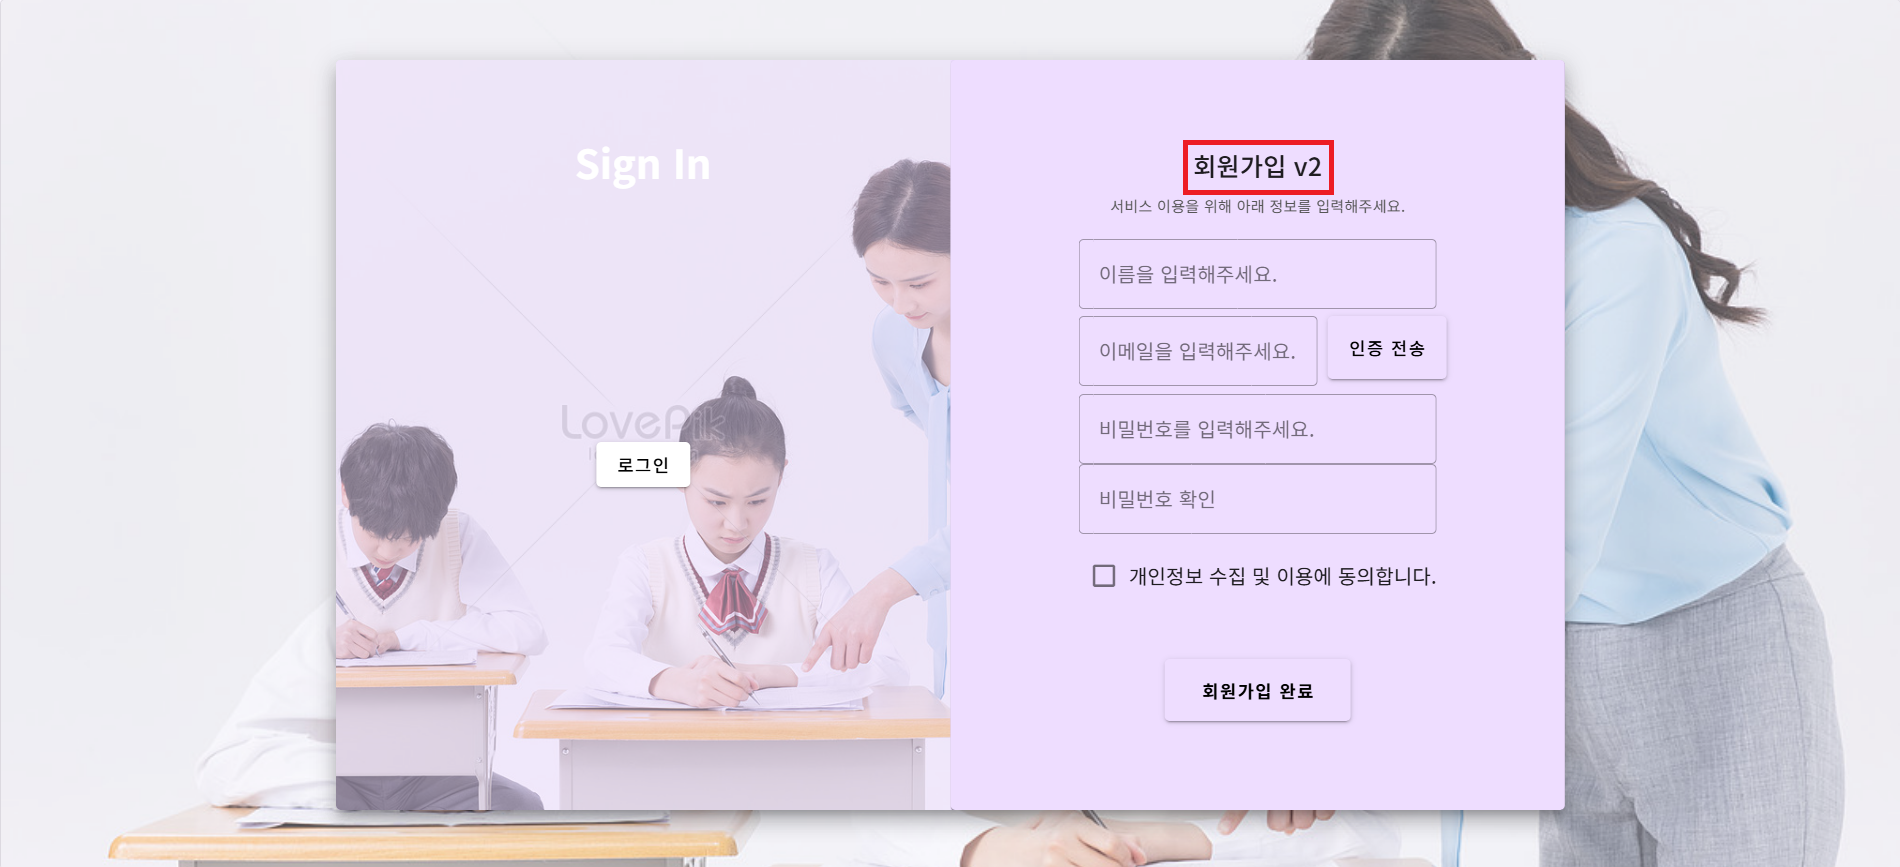 Sign In
LovePik
로그인
회원가입 v2
서비스 이용을 위해 아래 정보를 입력해주세요.
이름을 입력해주세요.
이메일을 입력해주세요.
인증 전송
비밀번호를 입력해주세요.
비밀번호 확인
개인정보 수집 및 이용에 동의합니다.
회원가입 완료